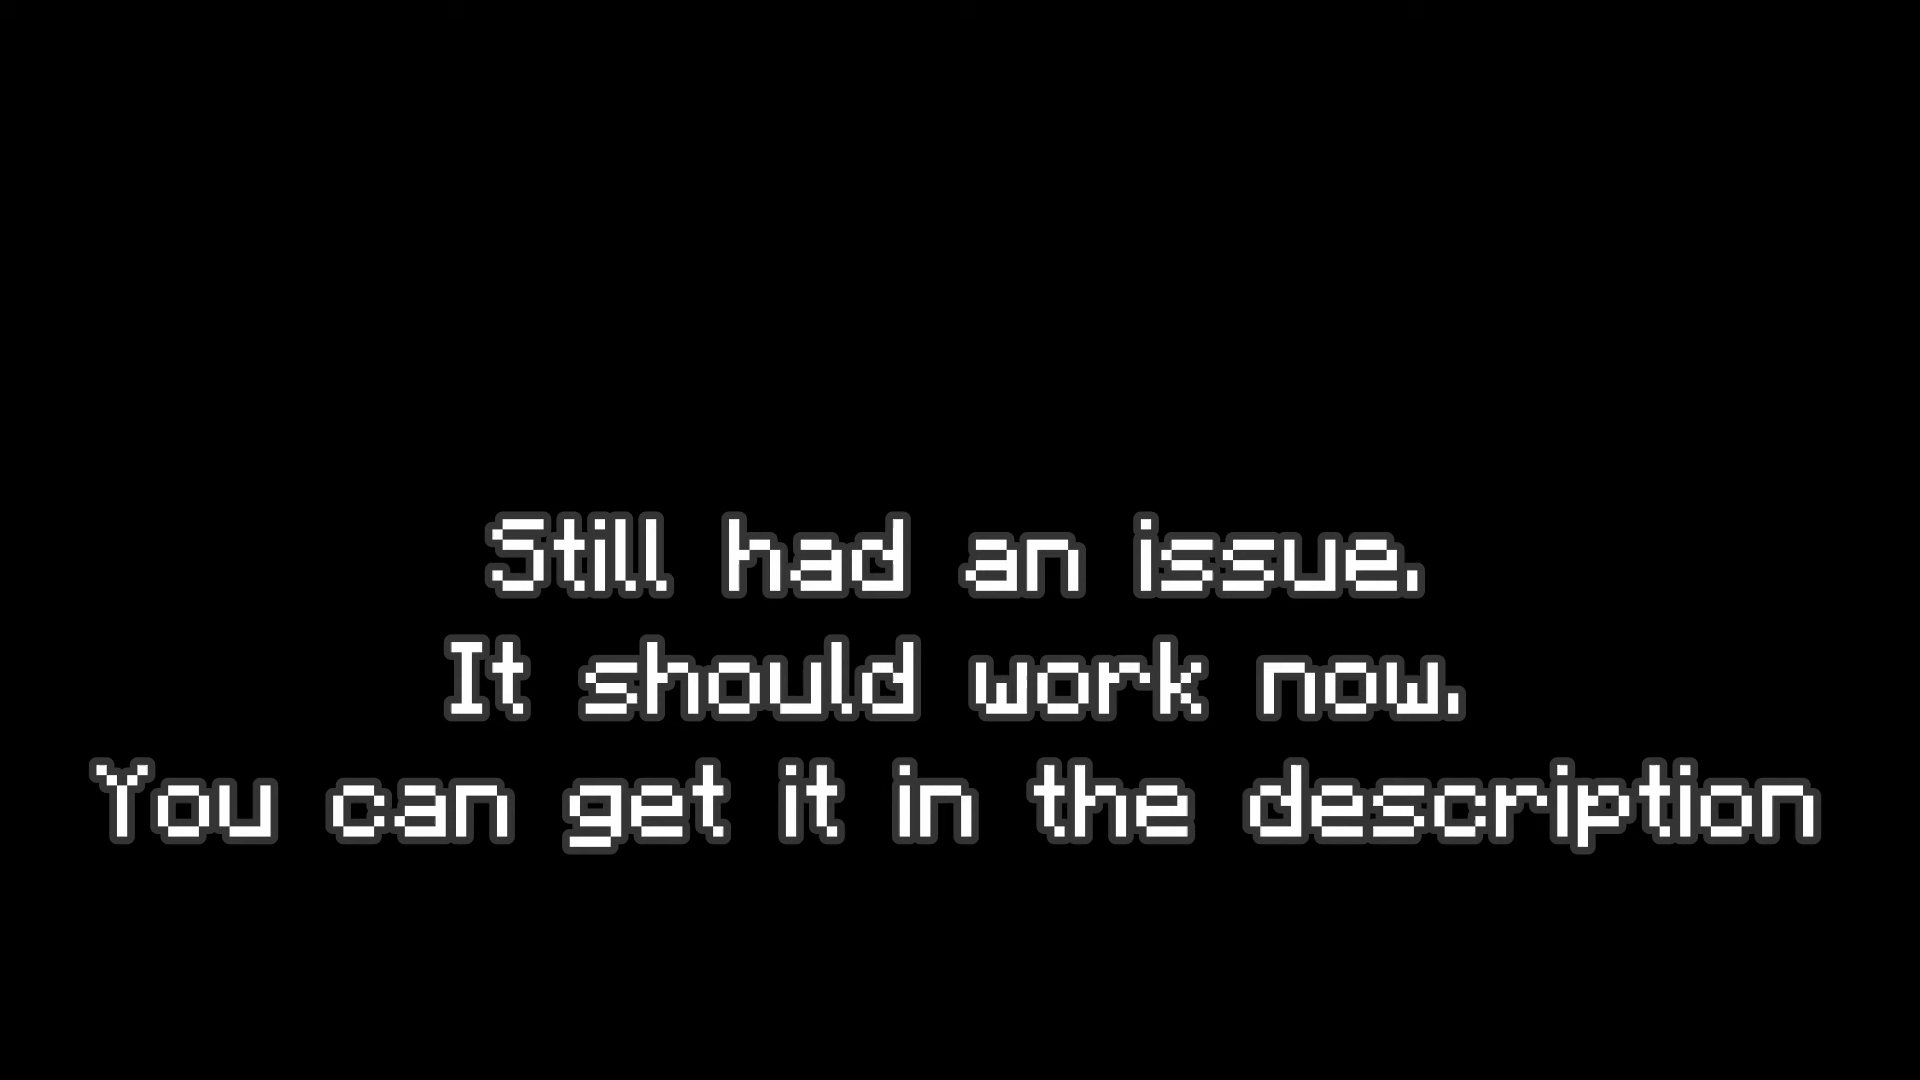 Still had an issue.
It should work now.
You can get it in the description